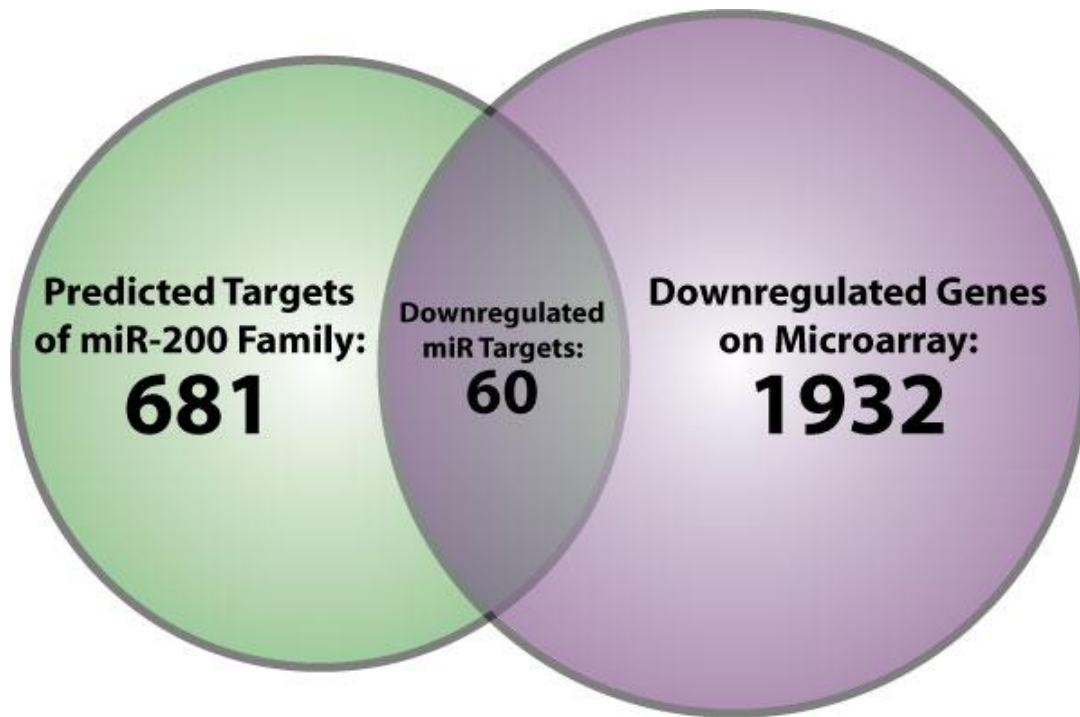 Predicted Targets
of miR-200 Family:
681
Downregulated
miR Targets:
60
Downregulated Genes
on Microarray:
1932